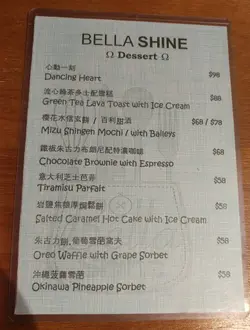 BELLA SHINE
Ω Dessert Ω
心動一刻
Dancing Heart $98
流心綠茶多士配雪糕
Green Tea Lava Toast with Ice Cream $88
櫻花水信玄餅 / 百利甜酒 $68 / $78
Mizu Shingen Mochi / with Baileys
鐵板朱古力布朗尼配特濃咖啡 $68
Chocolate Brownie with Espresso
意大利芝士芭菲 $58
Tiramisu Parfait
岩鹽焦糖厚焗鬆餅
Salted Caramel Hot Cake with Ice Cream $58
朱古力餅,葡萄雪葩窩夫 $58
Oreo Waffle with Grape Sorbet
沖繩菠蘿雪葩 $58
Okinawa Pineapple Sorbet